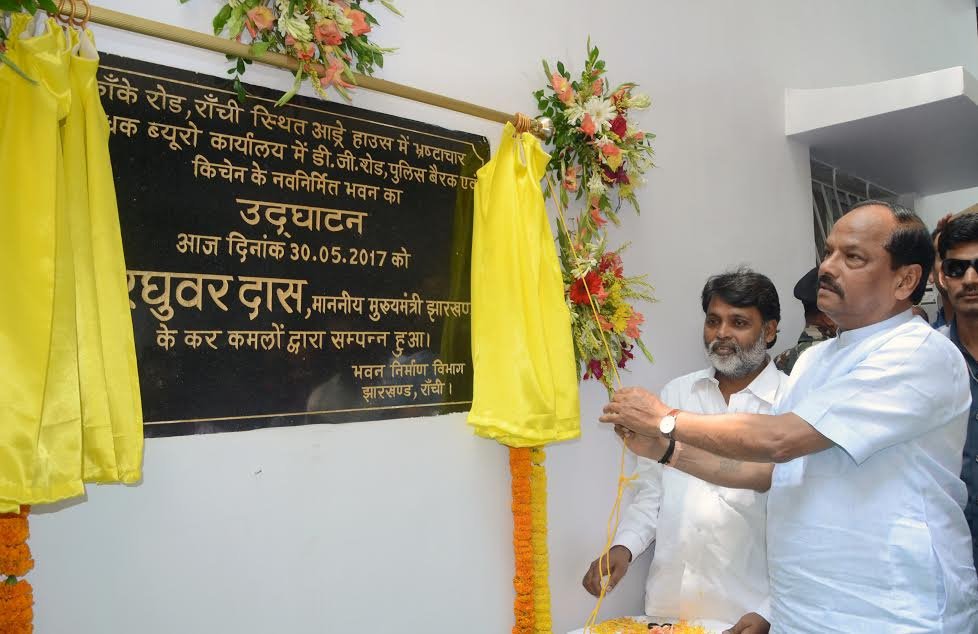 काँके रोड, राँची स्थित आड्रे हाउस में भ्रष्टाचार
ब्यूरो कार्यालय में डी.जी.शेड, पुलिस बैरक एवं
किचेन के नवनिर्मित भवन का
उद्घाटन
आज दिनांक 30.05.2017 को
रघुवर दास, माननीय मुख्यमंत्री झारखण्ड
के कर कमलों द्वारा सम्पन्न हुआ।
भवन निर्माण विभाग
झारखण्ड, राँची।